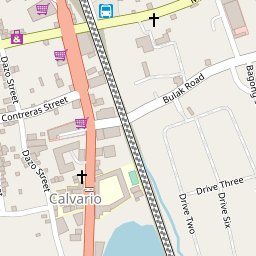 Dazo Street
Contreras Street
Bulak Road
Bagong
Dazo Street
Drive Three
Calvario
Drive Two
Drive Six